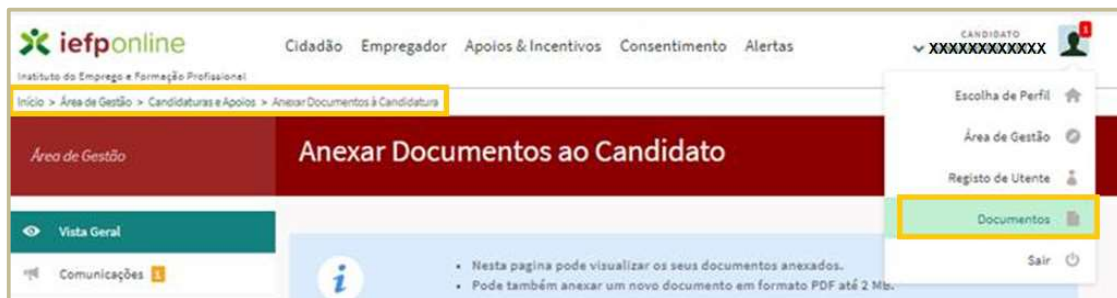 iefponline
Instituto do Emprego e Formação Profissional
Cidadão Empregador Apoios & Incentivos Consentimento Alertas
CANDIDATO
XXXXXXXXXXXX
1
Início > Área de Gestão > Candidaturas e Apoios > Anexar Documentos à Candidatura
Escolha de Perfil
Área de Gestão
Registo de Utente
Documentos
Sair
Área de Gestão
Anexar Documentos ao Candidato
Vista Geral
Comunicações 1
i
• Nesta pagina pode visualizar os seus documentos anexados.
• Pode também anexar um novo documento em formato PDF até 2 MB.